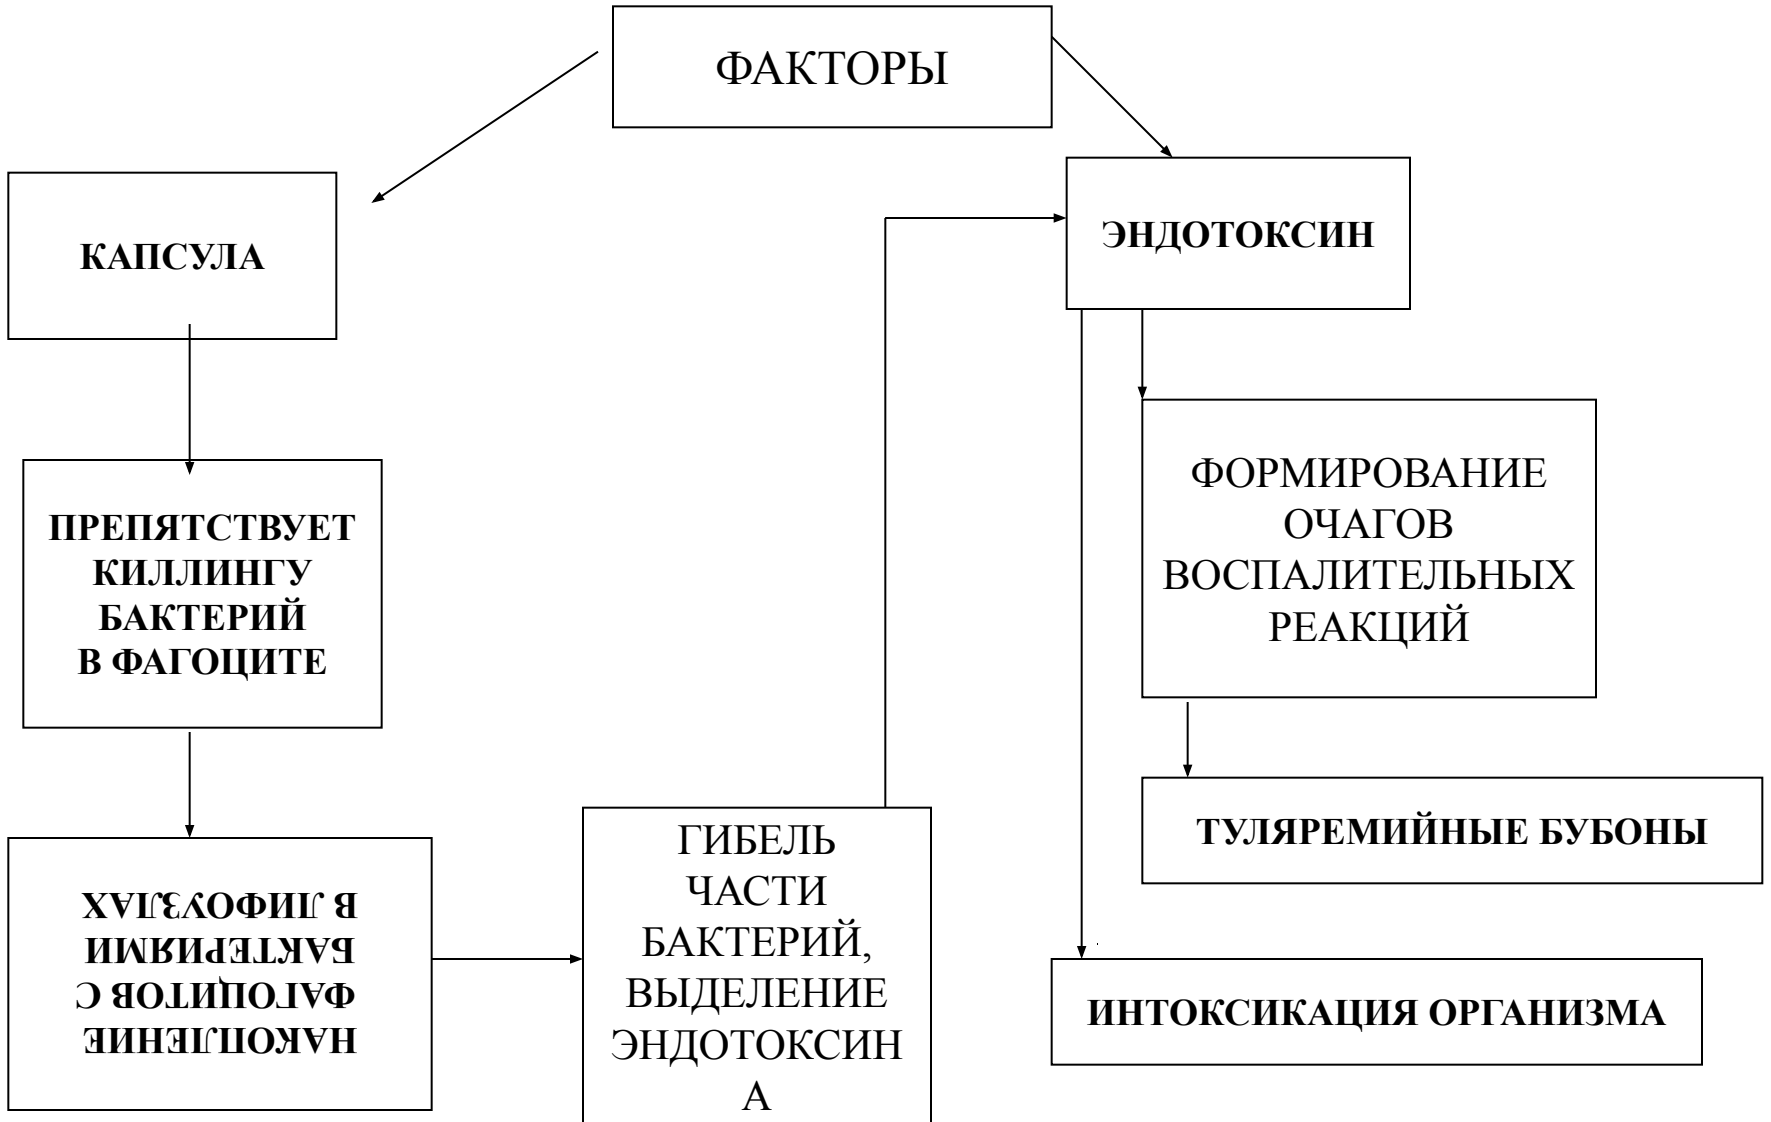 ФАКТОРЫ
КАПСУЛА
ЭНДОТОКСИН
ПРЕПЯТСТВУЕТ
КИЛЛИНГУ
БАКТЕРИЙ
В ФАГОЦИТЕ
ФОРМИРОВАНИЕ
ОЧАГОВ
ВОСПАЛИТЕЛЬНЫХ
РЕАКЦИЙ
НАКОПЛЕНИЕ
ФАГОЦИТОВ С
БАКТЕРИЯМИ
В ЛИФОУЗЛАХ
ГИБЕЛЬ
ЧАСТИ
БАКТЕРИЙ,
ВЫДЕЛЕНИЕ
ЭНДОТОКСИН
А
ТУЛЯРЕМИЙНЫЕ БУБОНЫ
ИНТОКСИКАЦИЯ ОРГАНИЗМА